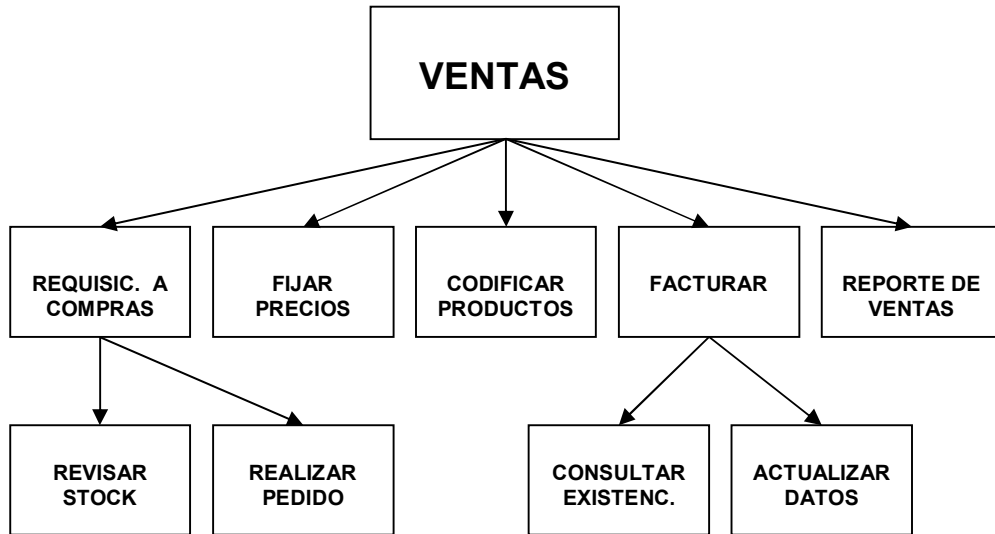 VENTAS
REQUISIC. A
COMPRAS
FIJAR
PRECIOS
CODIFICAR
PRODUCTOS
FACTURAR
REPORTE DE
VENTAS
REVISAR
STOCK
REALIZAR
PEDIDO
CONSULTAR
EXISTENC.
ACTUALIZAR
DATOS